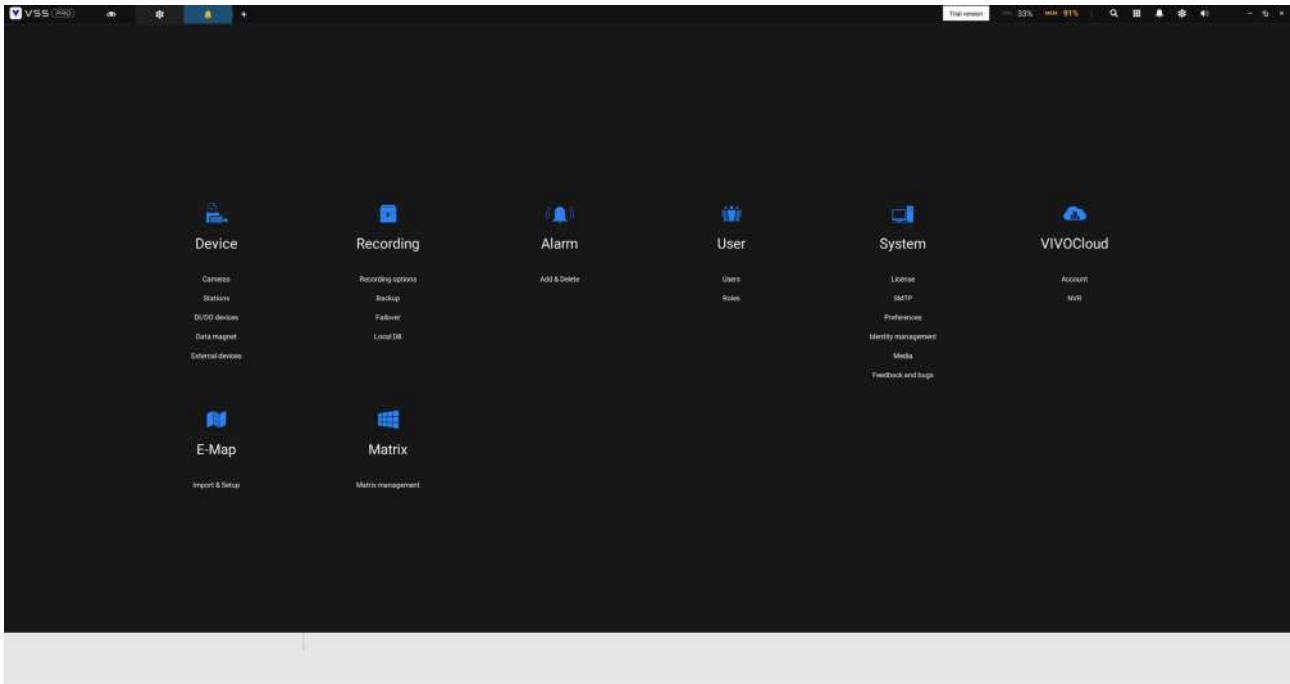 VSS PRO
Trial version
33%
91%
Device
Recording
Alarm
User
System
VIVOCloud
Cameras
Recording options
Add & Delete
Users
License
Account
Stations
Backup
Roles
SMTP
NVR
DI/DO devices
Failover
Preferences
Data magnet
Local DB
Identity management
External devices
Media
Feedback and bugs
E-Map
Matrix
Import & Setup
Matrix management